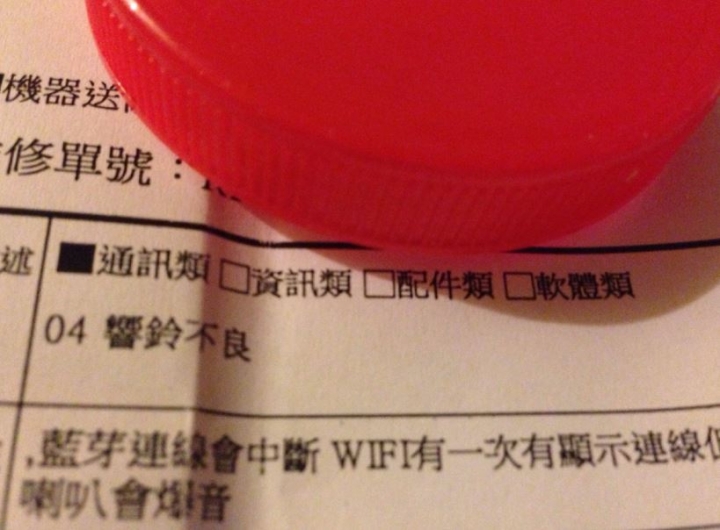 機器送
修單號：
述 ■通訊類 □資訊類 □配件類 □軟體類
04 響鈴不良
,藍芽連線會中斷 WIFI有一次有顯示連線但
喇叭會爆音